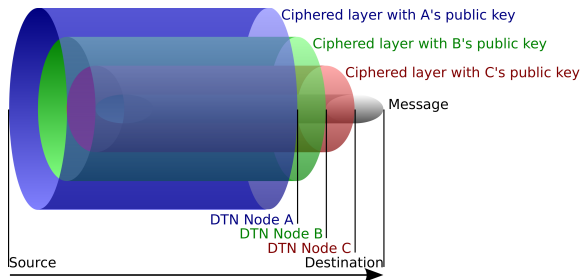 Ciphered layer with A's public key
Ciphered layer with B's public key
Ciphered layer with C's public key
Message
DTN Node A
DTN Node B
DTN Node C
Source
Destination